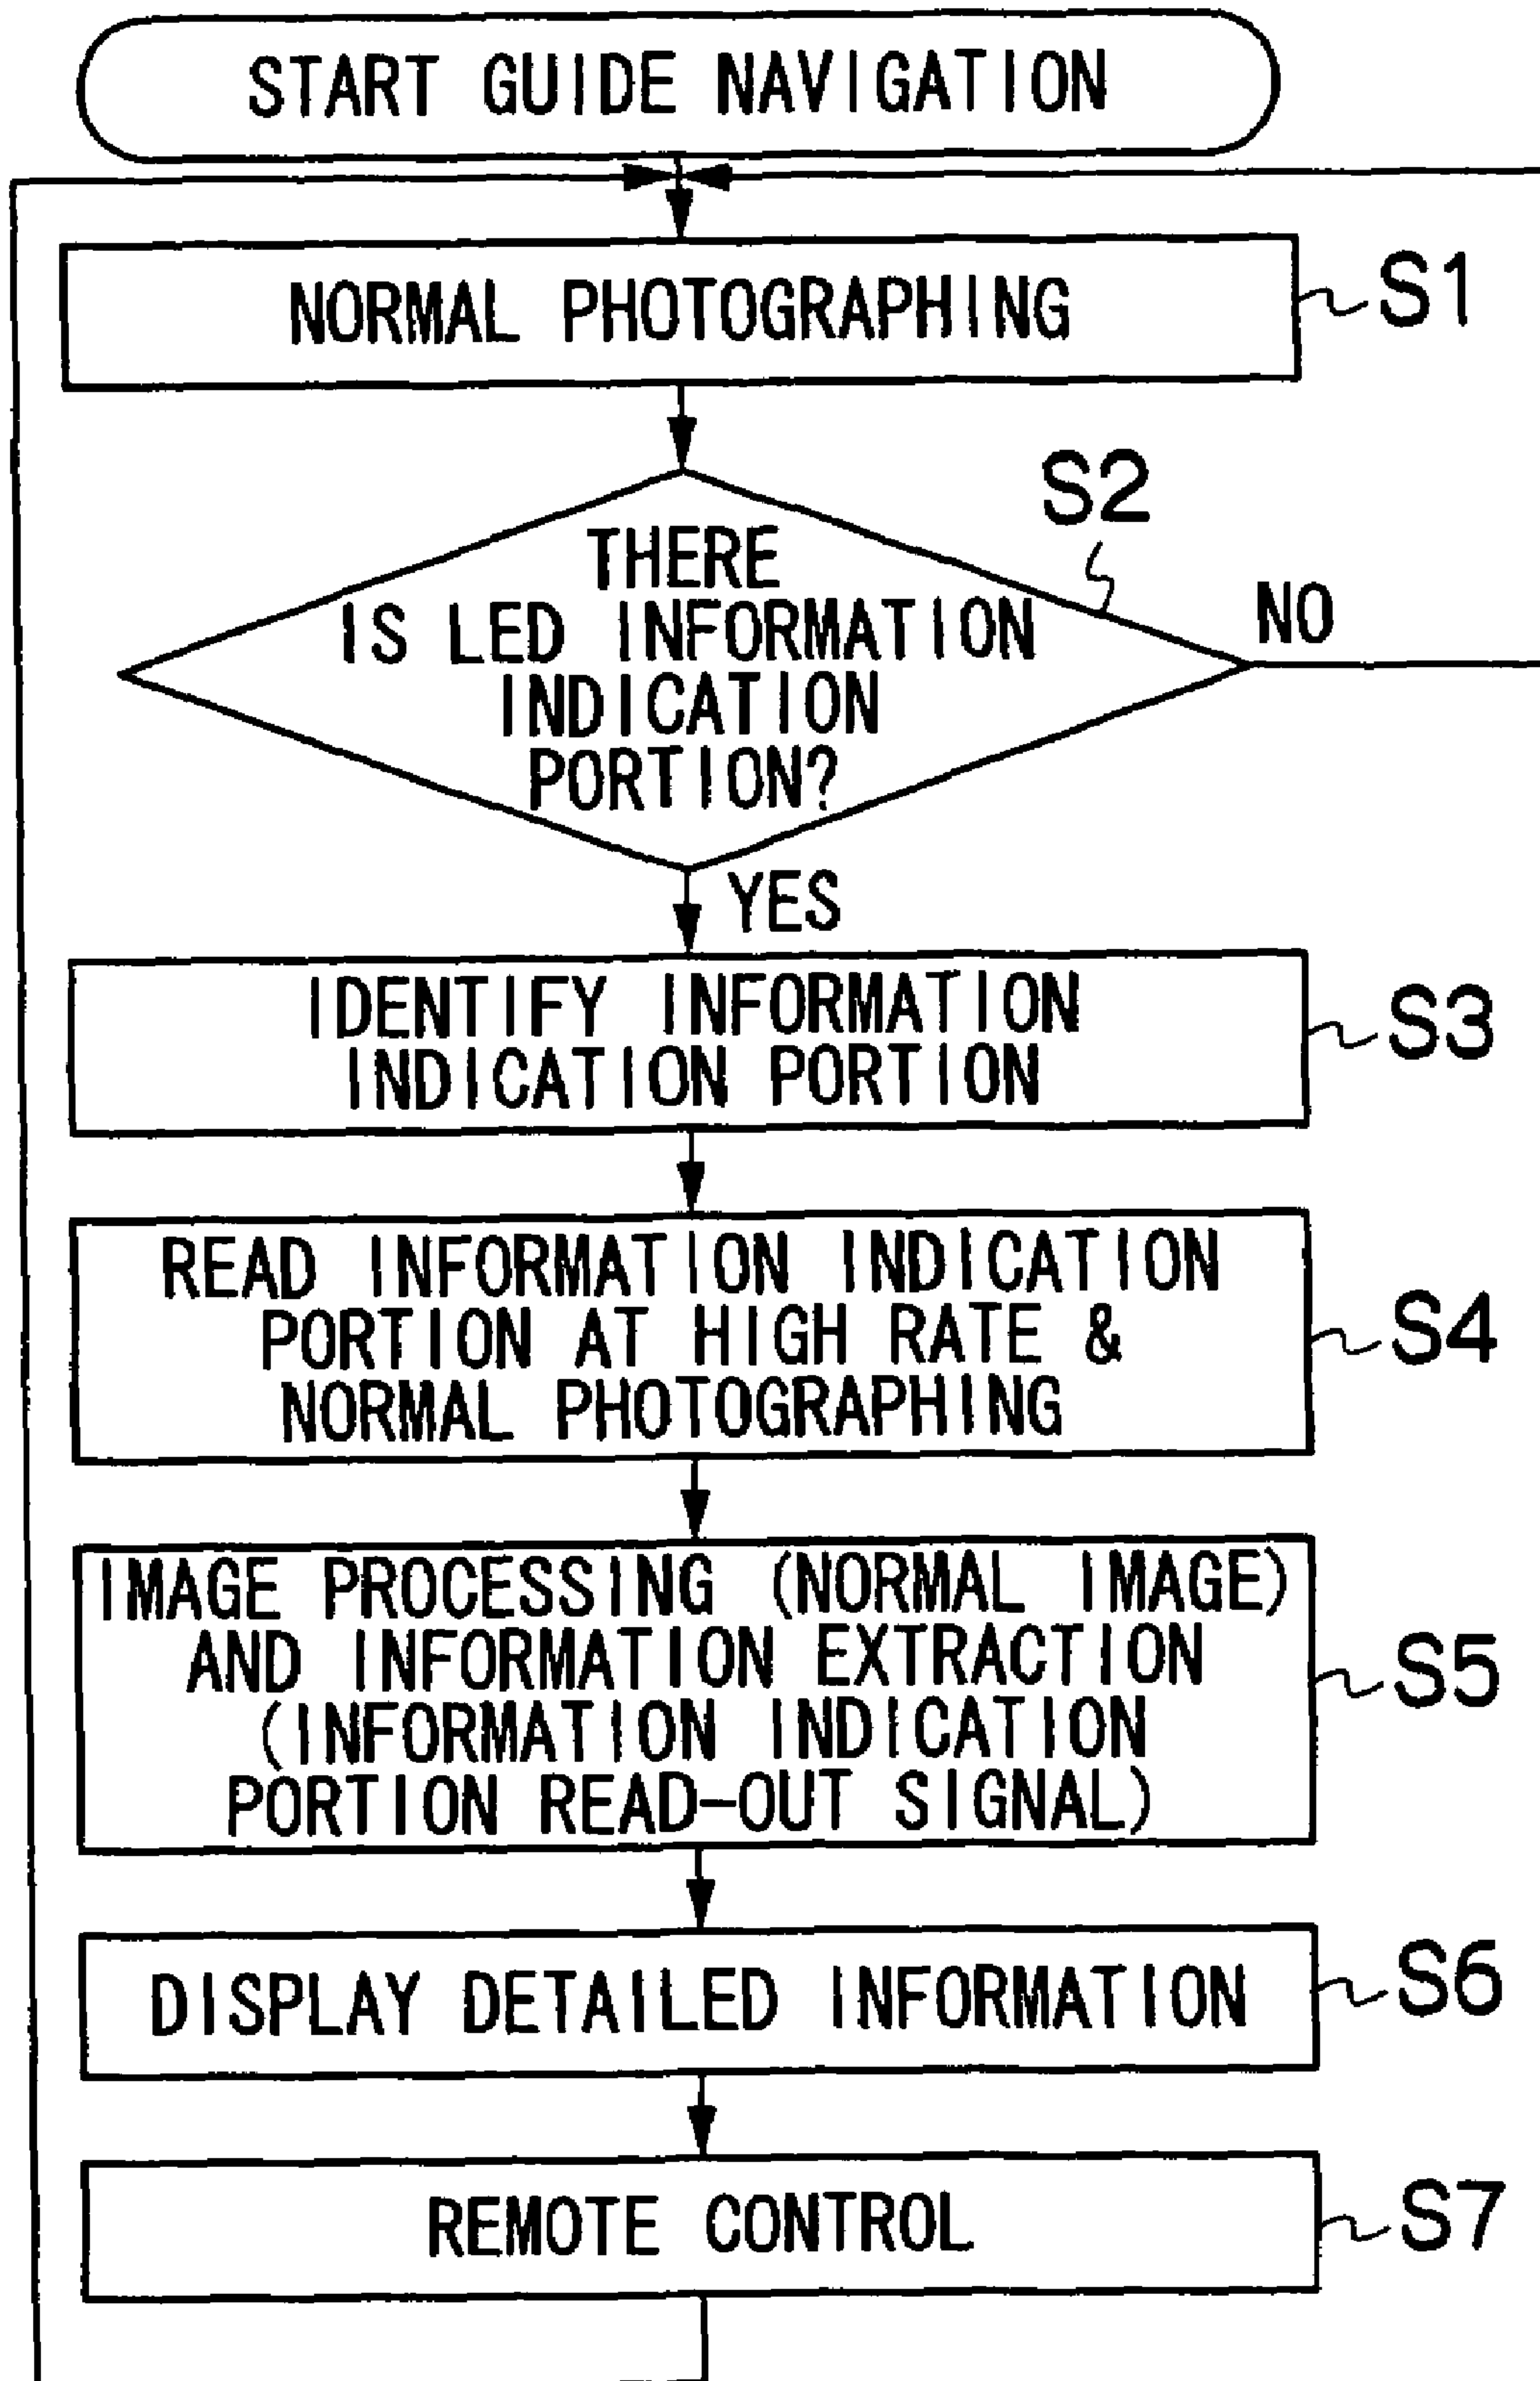 START GUIDE NAVIGATION
NORMAL PHOTOGRAPHING
S1
S2
THERE
IS LED INFORMATION
INDICATION
PORTION?
NO
YES
IDENTIFY INFORMATION
INDICATION PORTION
S3
READ INFORMATION INDICATION
PORTION AT HIGH RATE &
NORMAL PHOTOGRAPHING
S4
IMAGE PROCESSING (NORMAL IMAGE)
AND INFORMATION EXTRACTION
(INFORMATION INDICATION
PORTION READ-OUT SIGNAL)
S5
DISPLAY DETAILED INFORMATION
S6
REMOTE CONTROL
S7